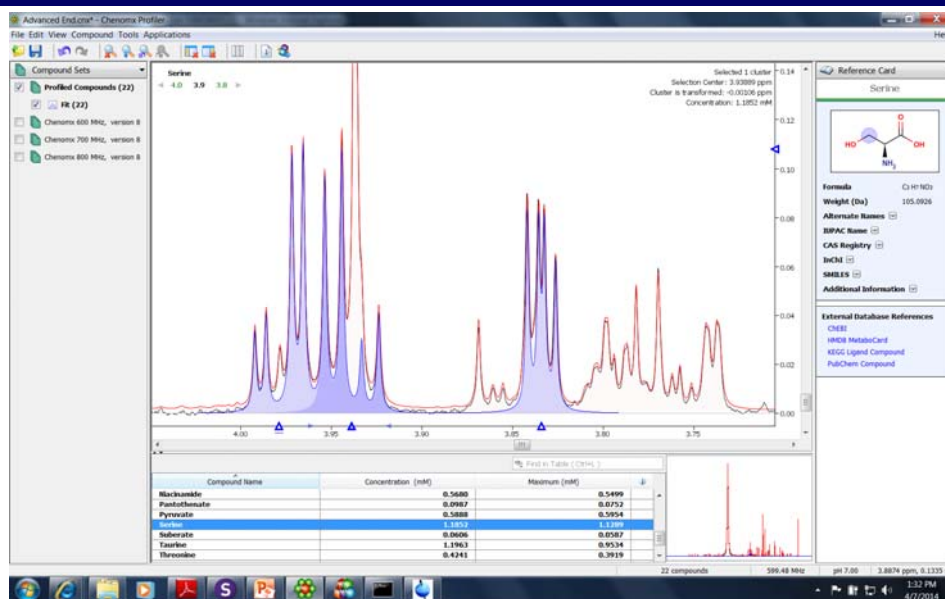 Advanced End.cnx* - Chenomx Profiler
File Edit View Compound Tools Applications
He
Compound Sets
Profiled Compounds (22)
Fit (22)
Chenomx 600 MHz, version 8
Chenomx 700 MHz, version 8
Chenomx 800 MHz, version 8
Serine
4.0 3.9 3.8
Selected 1 cluster
Selection Center: 3.93889 ppm
Cluster is transformed: -0.00106 ppm
Concentration: 1.1852 mM
0.14
0.12
0.10
0.08
0.06
0.04
0.02
0.00
4.00 3.95 3.90 3.85 3.80 3.75
Find in Table (Ctrl+L)
Compound Name Concentration (mM) Maximum (mM)
Niacinamide 0.5680 0.5499
Pantothenate 0.0987 0.0752
Pyruvate 0.5888 0.5954
Serine 1.1852 1.1289
Suberate 0.0606 0.0587
Taurine 1.1963 0.9534
Threonine 0.4241 0.3919
Reference Card
Serine
O
HO
OH
NH₂
Formula C₃H₇NO₃
Weight (Da) 105.0926
Alternate Names
IUPAC Name
CAS Registry
InChI
SMILES
Additional Information
External Database References
ChEBI
HMDB MetaboCard
KEGG Ligand Compound
PubChem Compound
22 compounds 599.48 MHz pH 7.00 3.8874 ppm, 0.1335
1:32 PM
4/7/2014